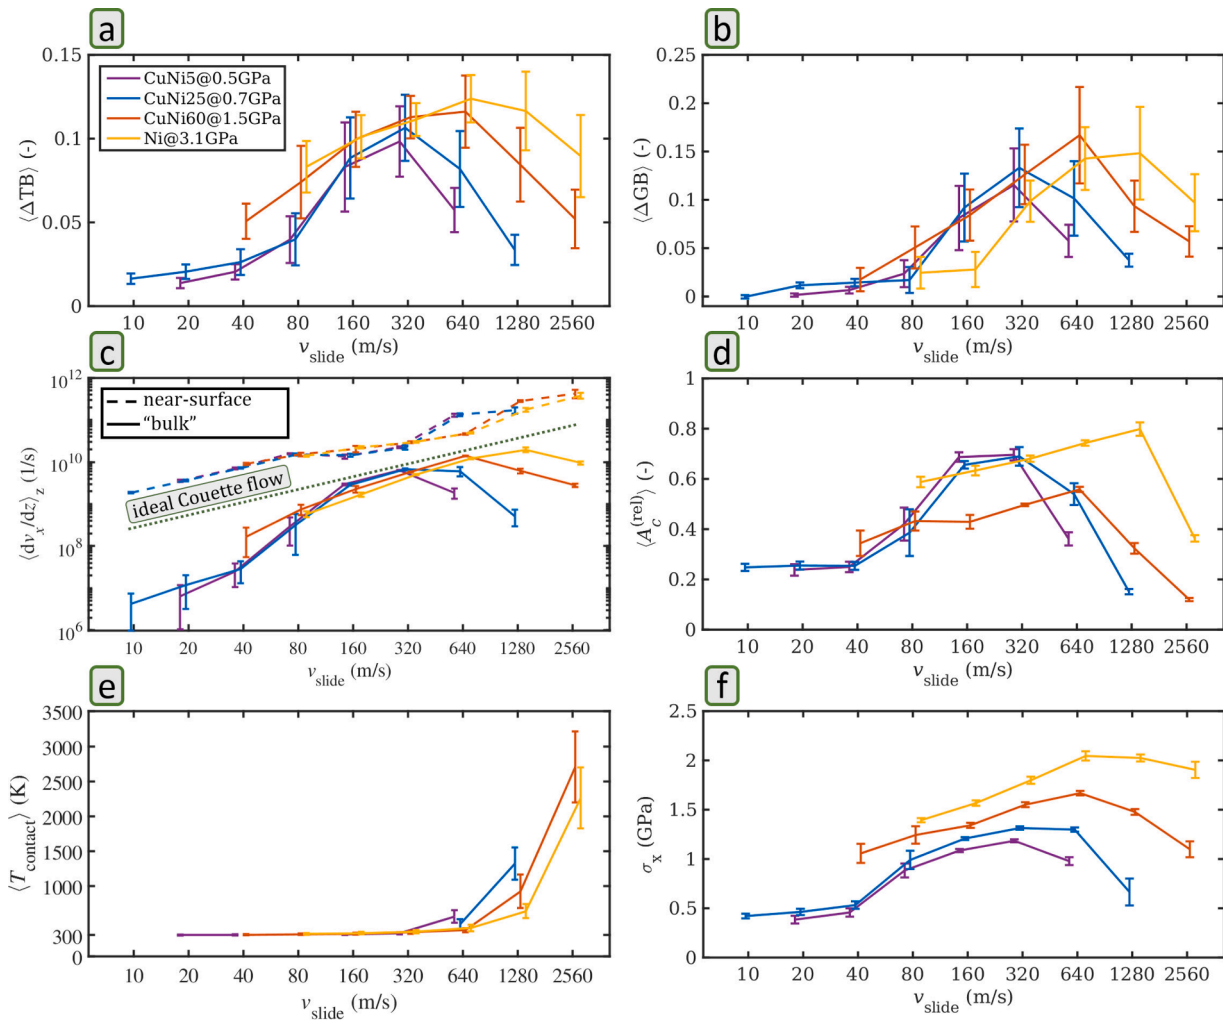 a
0.15
0.1
0.05
0
⟨ΔTB⟩ (-)
CuNi5@0.5GPa
CuNi25@0.7GPa
CuNi60@1.5GPa
Ni@3.1GPa
10 20 40 80 160 320 640 1280 2560
v_slide (m/s)
b
0.25
0.2
0.15
0.1
0.05
0
⟨ΔGB⟩ (-)
10 20 40 80 160 320 640 1280 2560
v_slide (m/s)
c
10^12
10^10
10^8
10^6
⟨dv_x/dz⟩_z (1/s)
near-surface
“bulk”
ideal Couette flow
10 20 40 80 160 320 640 1280 2560
v_slide (m/s)
d
1
0.8
0.6
0.4
0.2
0
⟨A_c^(rel)⟩ (-)
10 20 40 80 160 320 640 1280 2560
v_slide (m/s)
e
3500
3000
2500
2000
1500
1000
300
0
⟨T_contact⟩ (K)
10 20 40 80 160 320 640 1280 2560
v_slide (m/s)
f
2.5
2
1.5
1
0.5
0
σ_x (GPa)
10 20 40 80 160 320 640 1280 2560
v_slide (m/s)